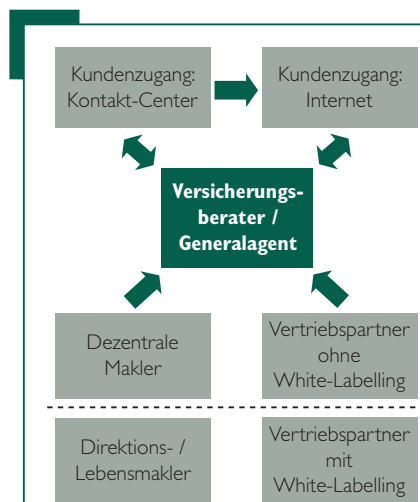 Kundenzugang:
Kontakt-Center
Kundenzugang:
Internet
Versicherungs-
berater /
Generalagent
Dezentrale
Makler
Vertriebspartner
ohne
White-Labelling
Direktions- /
Lebensmakler
Vertriebspartner
mit
White-Labelling